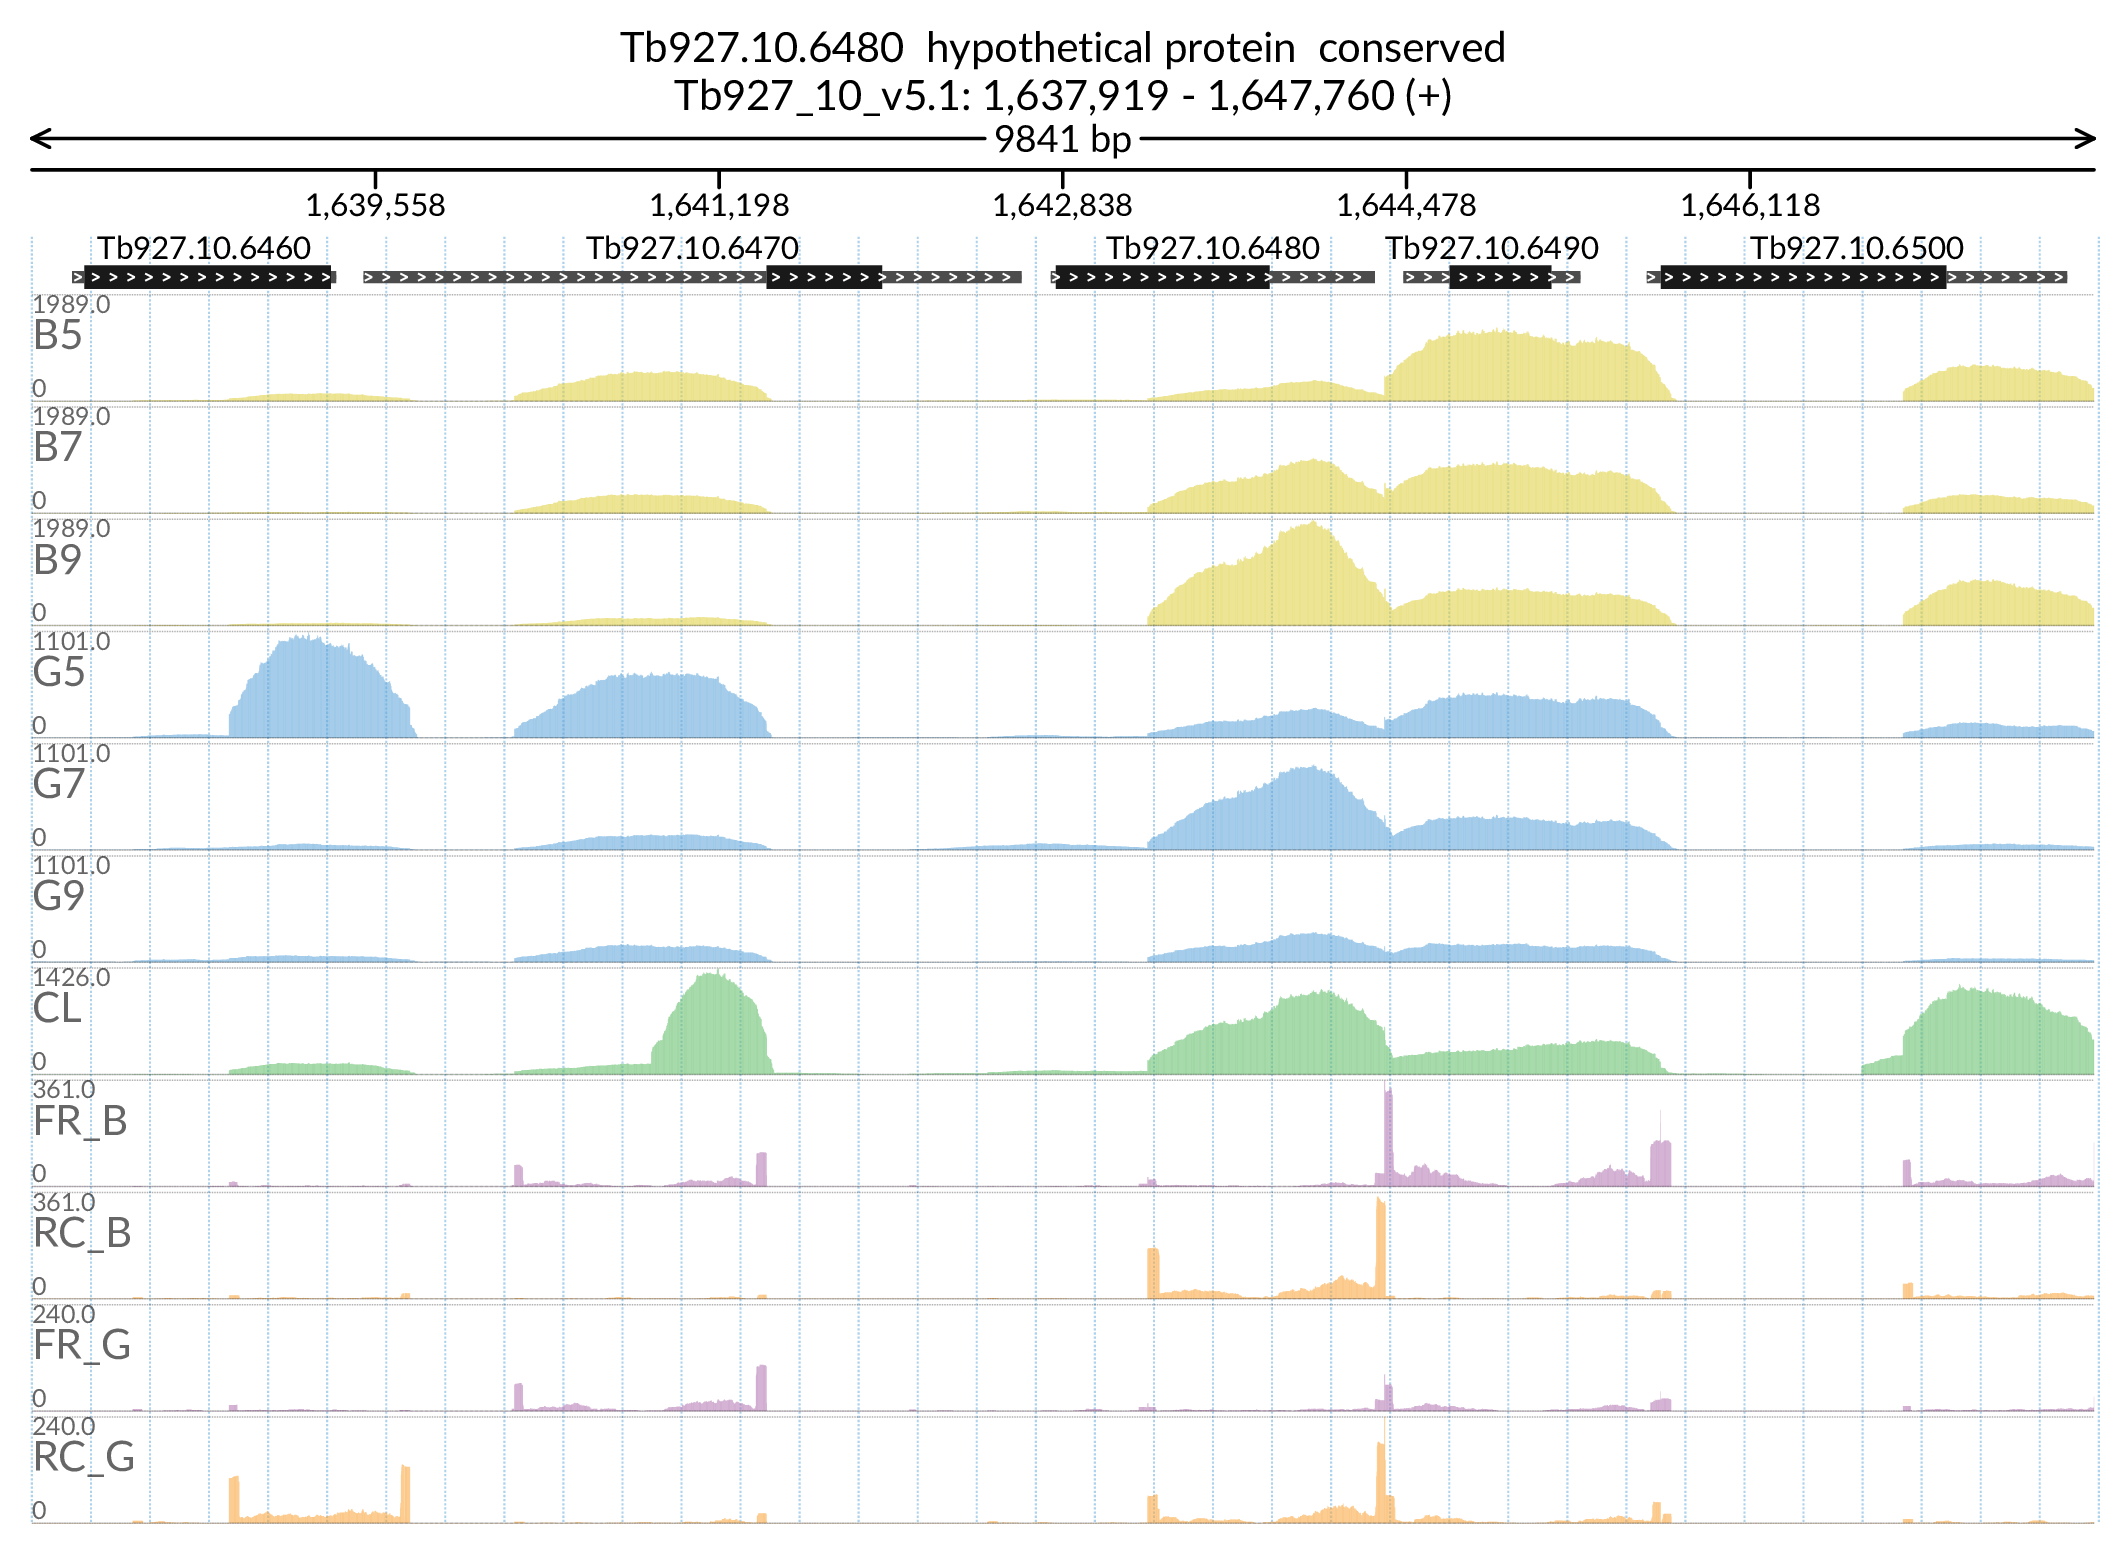 Tb927.10.6480 hypothetical protein conserved
Tb927_10_v5.1: 1,637,919 - 1,647,760 (+)
9841 bp
1,639,558 1,641,198 1,642,838 1,644,478 1,646,118
Tb927.10.6460 Tb927.10.6470 Tb927.10.6480 Tb927.10.6490 Tb927.10.6500
1989.0
B5
0
1989.0
B7
0
1989.0
B9
0
1101.0
G5
0
1101.0
G7
0
1101.0
G9
0
1426.0
CL
0
361.0
FR_B
0
361.0
RC_B
0
240.0
FR_G
0
240.0
RC_G
0